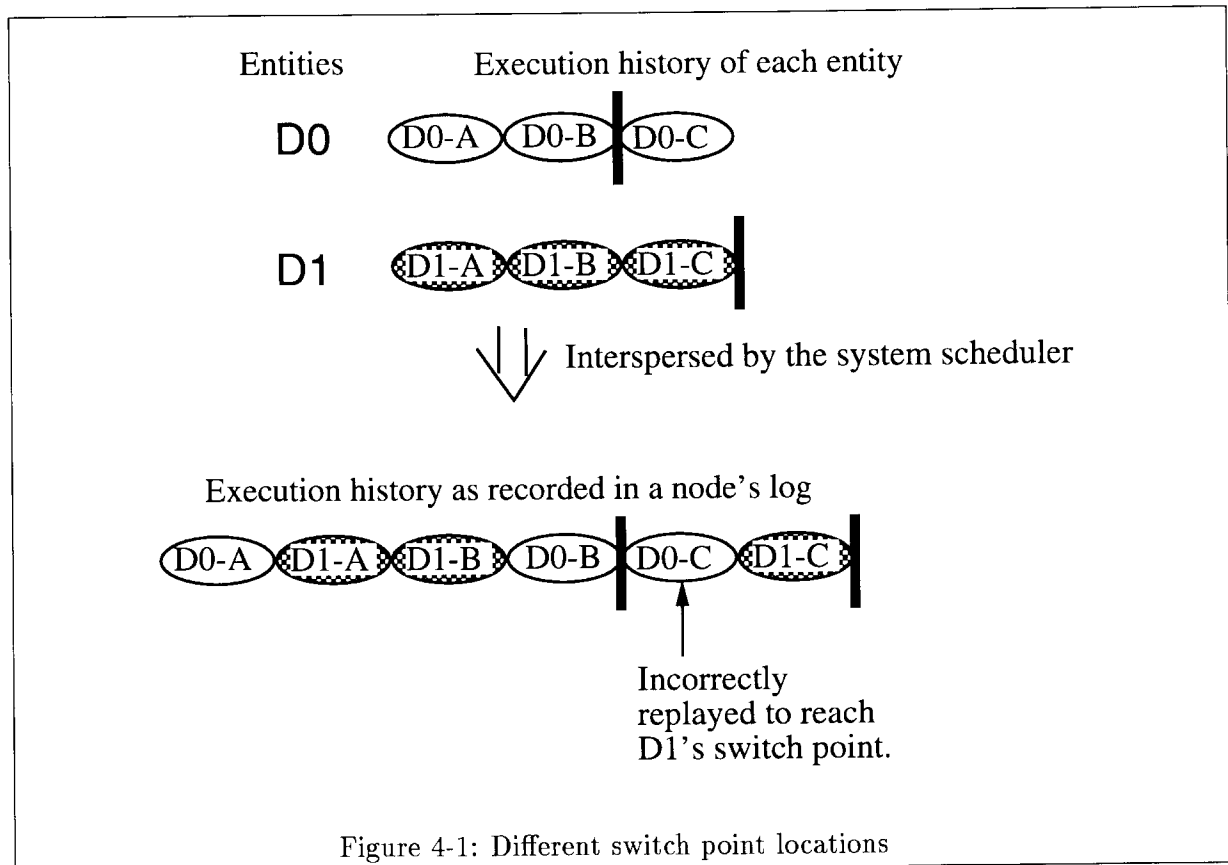 Entities Execution history of each entity
D0 D0-A D0-B D0-C
D1 D1-A D1-B D1-C
Interspersed by the system scheduler
Execution history as recorded in a node's log
D0-A D1-A D1-B D0-B D0-C D1-C
Incorrectly
replayed to reach
D1's switch point.
Figure 4-1: Different switch point locations